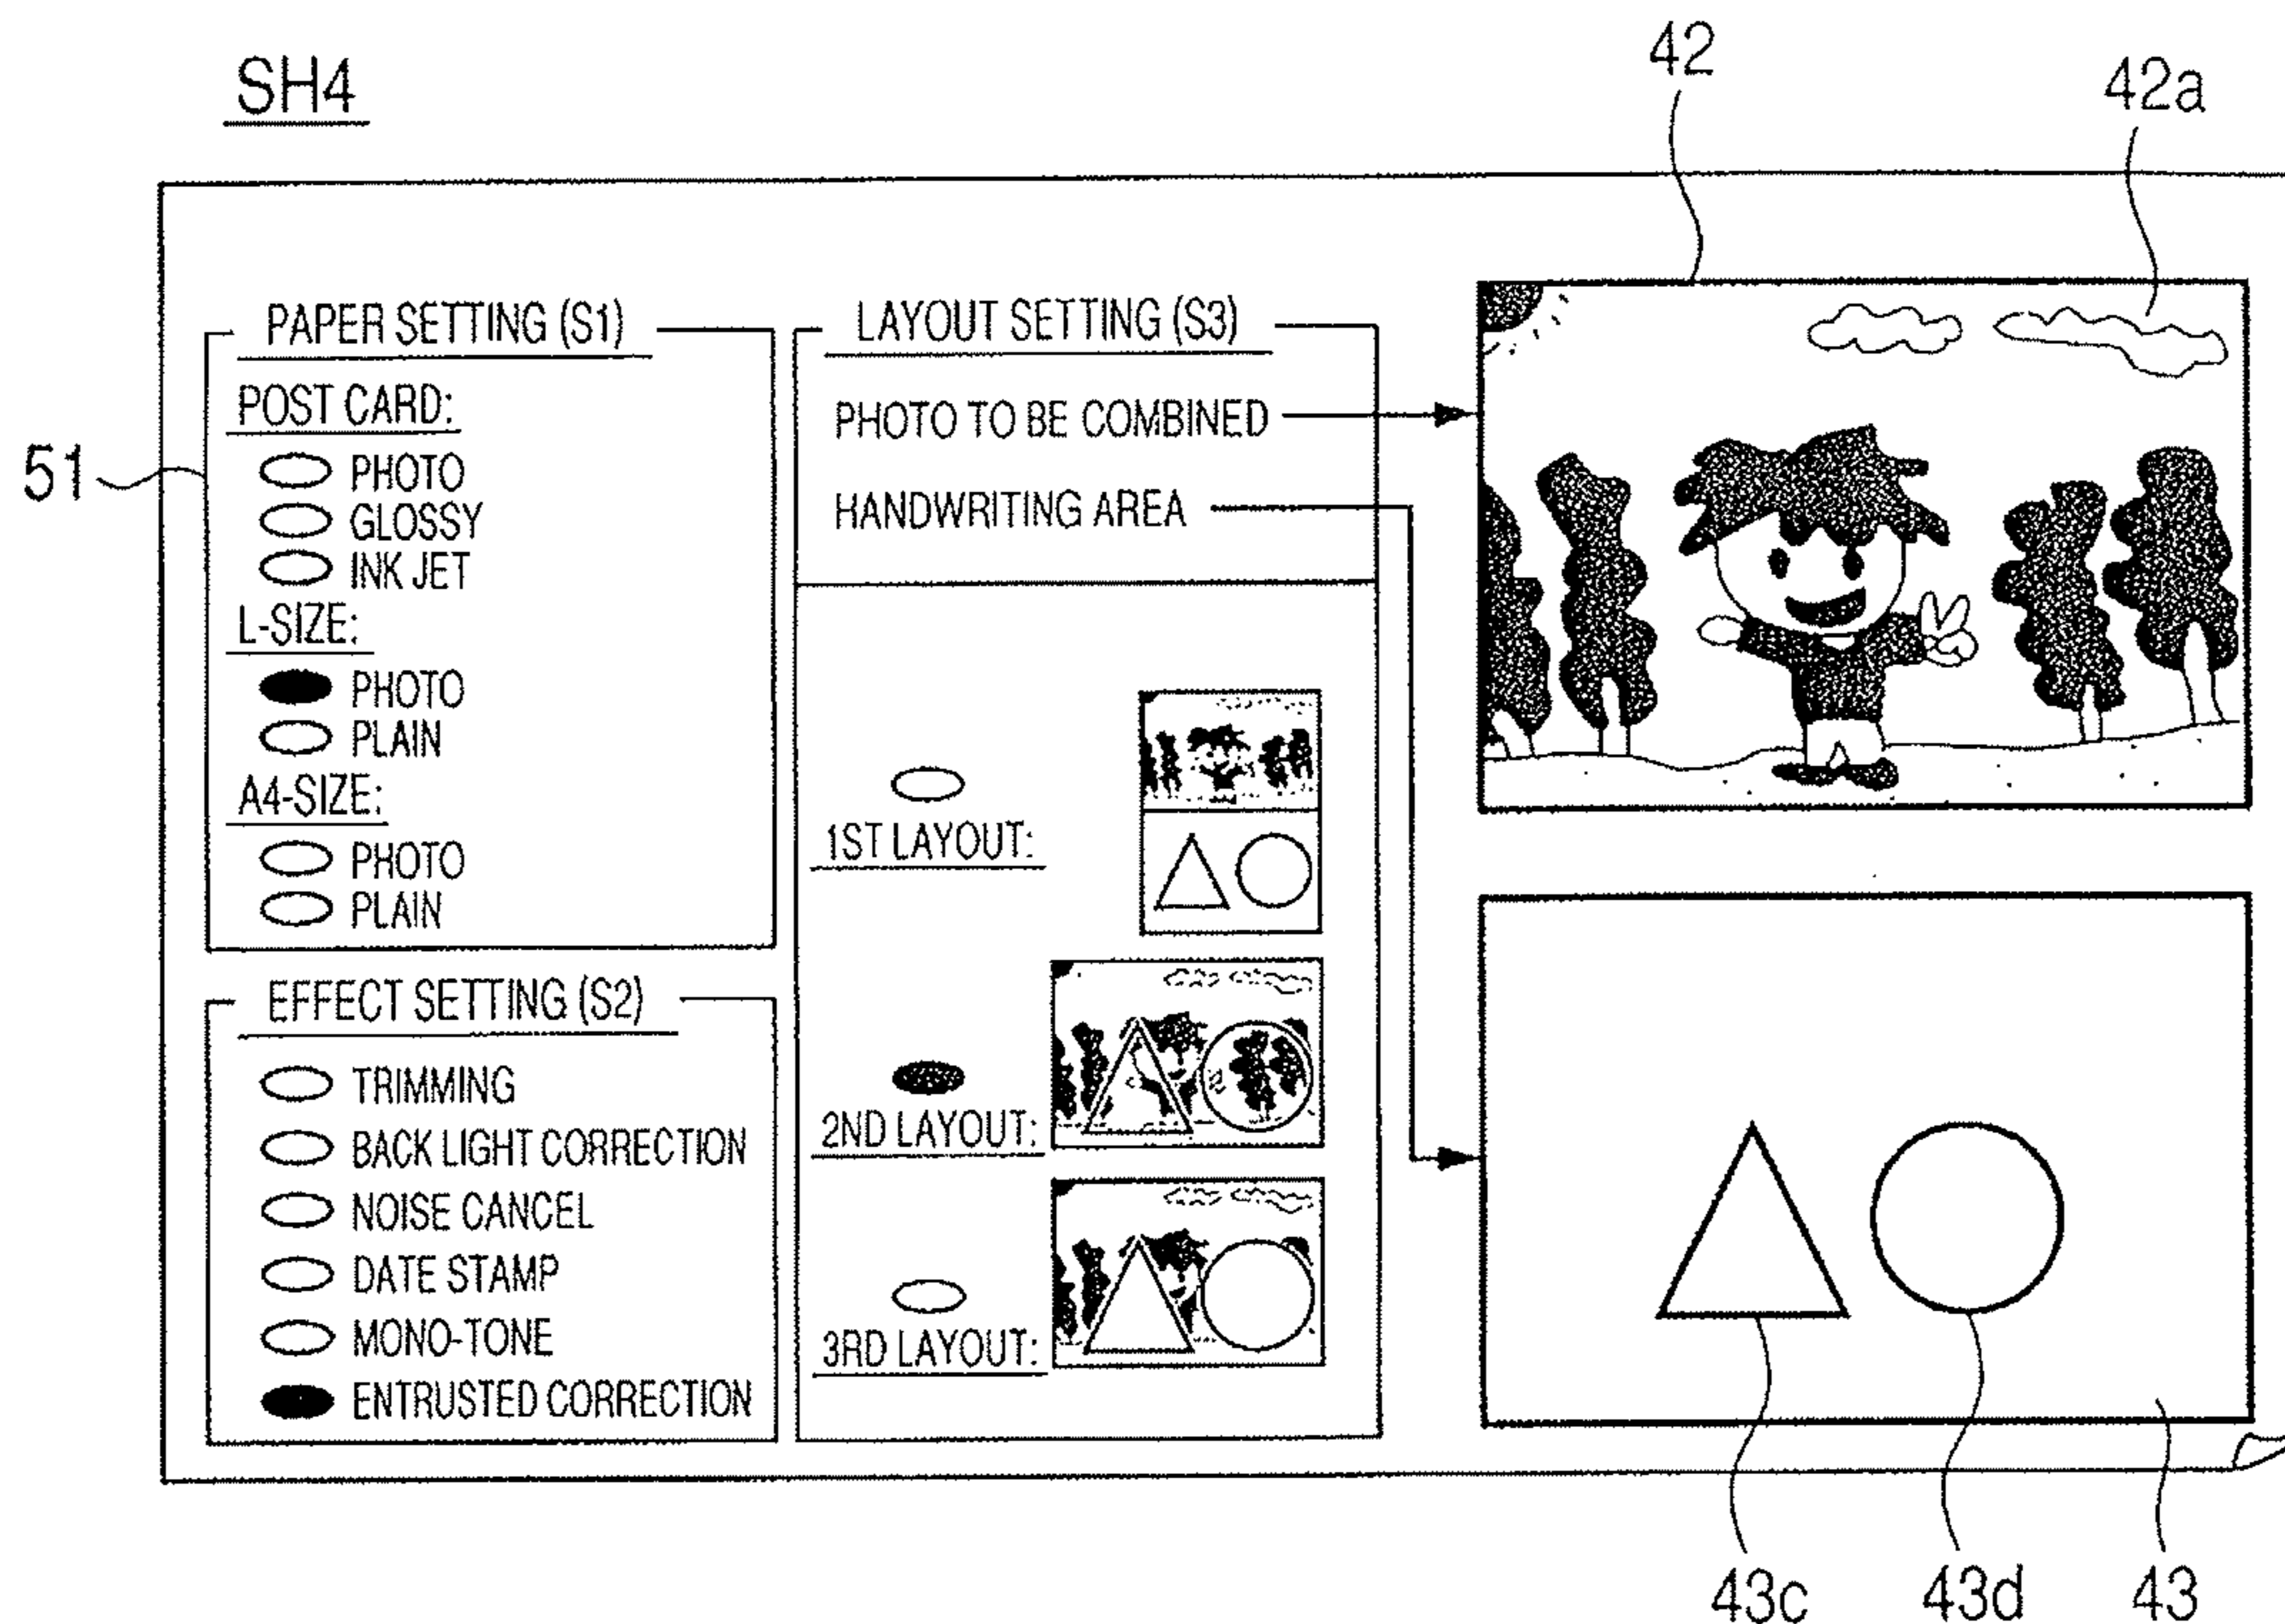 SH4
42
42a
51
PAPER SETTING (S1)
POST CARD:
PHOTO
GLOSSY
INK JET
L-SIZE:
PHOTO
PLAIN
A4-SIZE:
PHOTO
PLAIN
EFFECT SETTING (S2)
TRIMMING
BACK LIGHT CORRECTION
NOISE CANCEL
DATE STAMP
MONO-TONE
ENTRUSTED CORRECTION
LAYOUT SETTING (S3)
PHOTO TO BE COMBINED
HANDWRITING AREA
1ST LAYOUT:
2ND LAYOUT:
3RD LAYOUT:
43c
43d
43